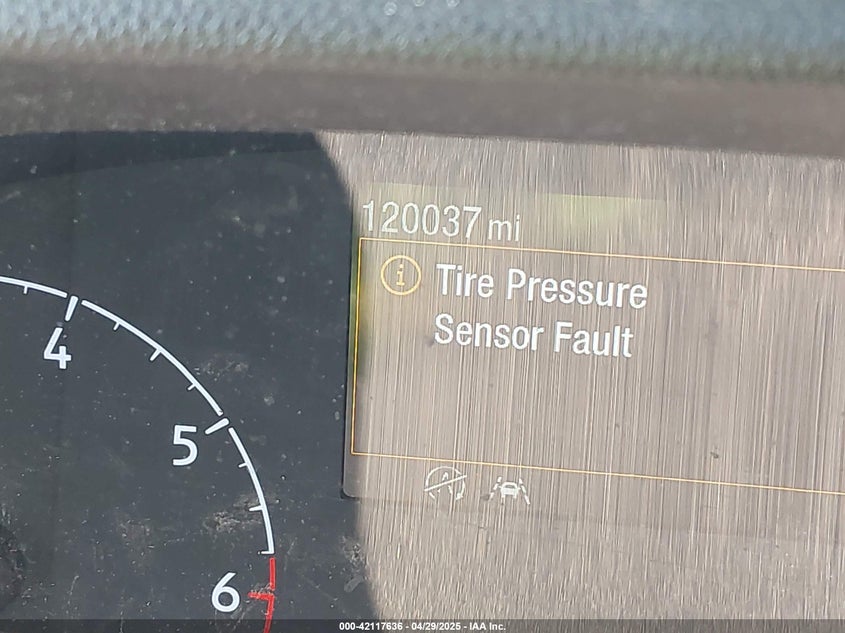 120037 mi
i Tire Pressure
Sensor Fault
4
5
6
A
000-42117636 - 04/29/2025 - IAA Inc.